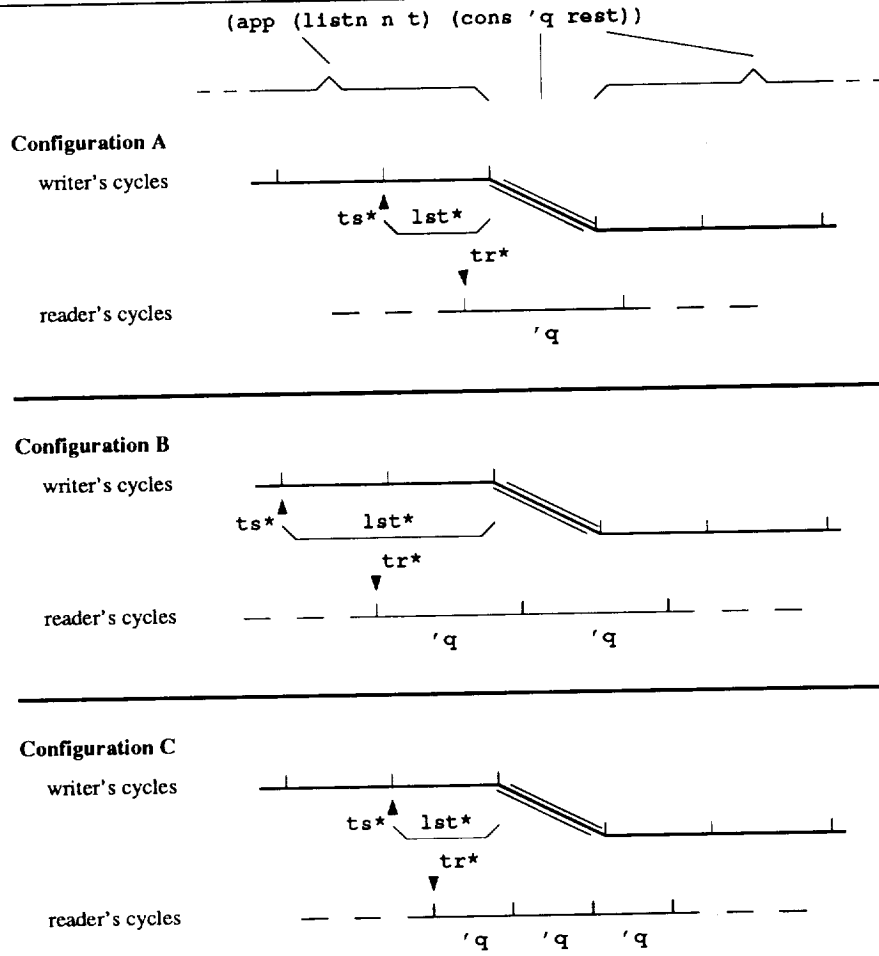 (app (listn n t) (cons 'q rest))
Configuration A
writer's cycles
ts* lst*
tr*
reader's cycles
'q
Configuration B
writer's cycles
ts* lst*
tr*
reader's cycles
'q 'q
Configuration C
writer's cycles
ts* lst*
tr*
reader's cycles
'q 'q 'q